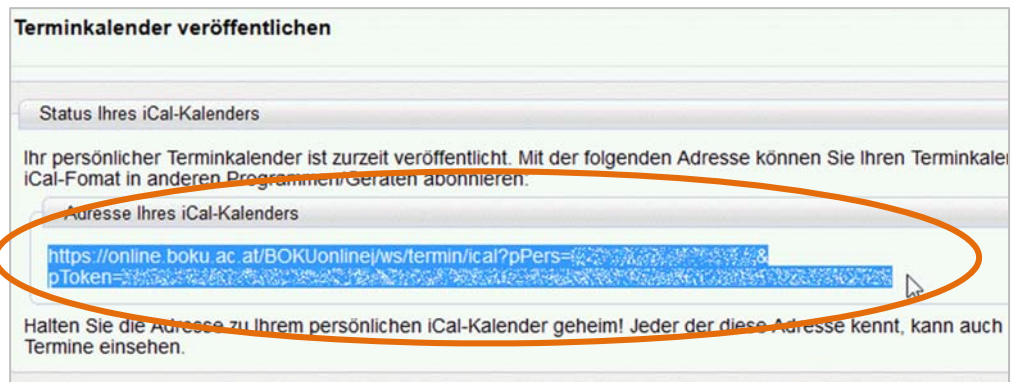 Terminkalender veröffentlichen
Status Ihres iCal-Kalenders
Ihr persönlicher Terminkalender ist zurzeit veröffentlicht. Mit der folgenden Adresse können Sie Ihren Terminkale
iCal-Fomat in anderen Programmen/Geräten abonnieren:
Adresse Ihres iCal-Kalenders
https://online.boku.ac.at/BOKUonlinej/ws/termin/ical?pPers= &
pToken=
Halten Sie die Adresse zu Ihrem persönlichen iCal-Kalender geheim! Jeder der diese Adresse kennt, kann auch
Termine einsehen.